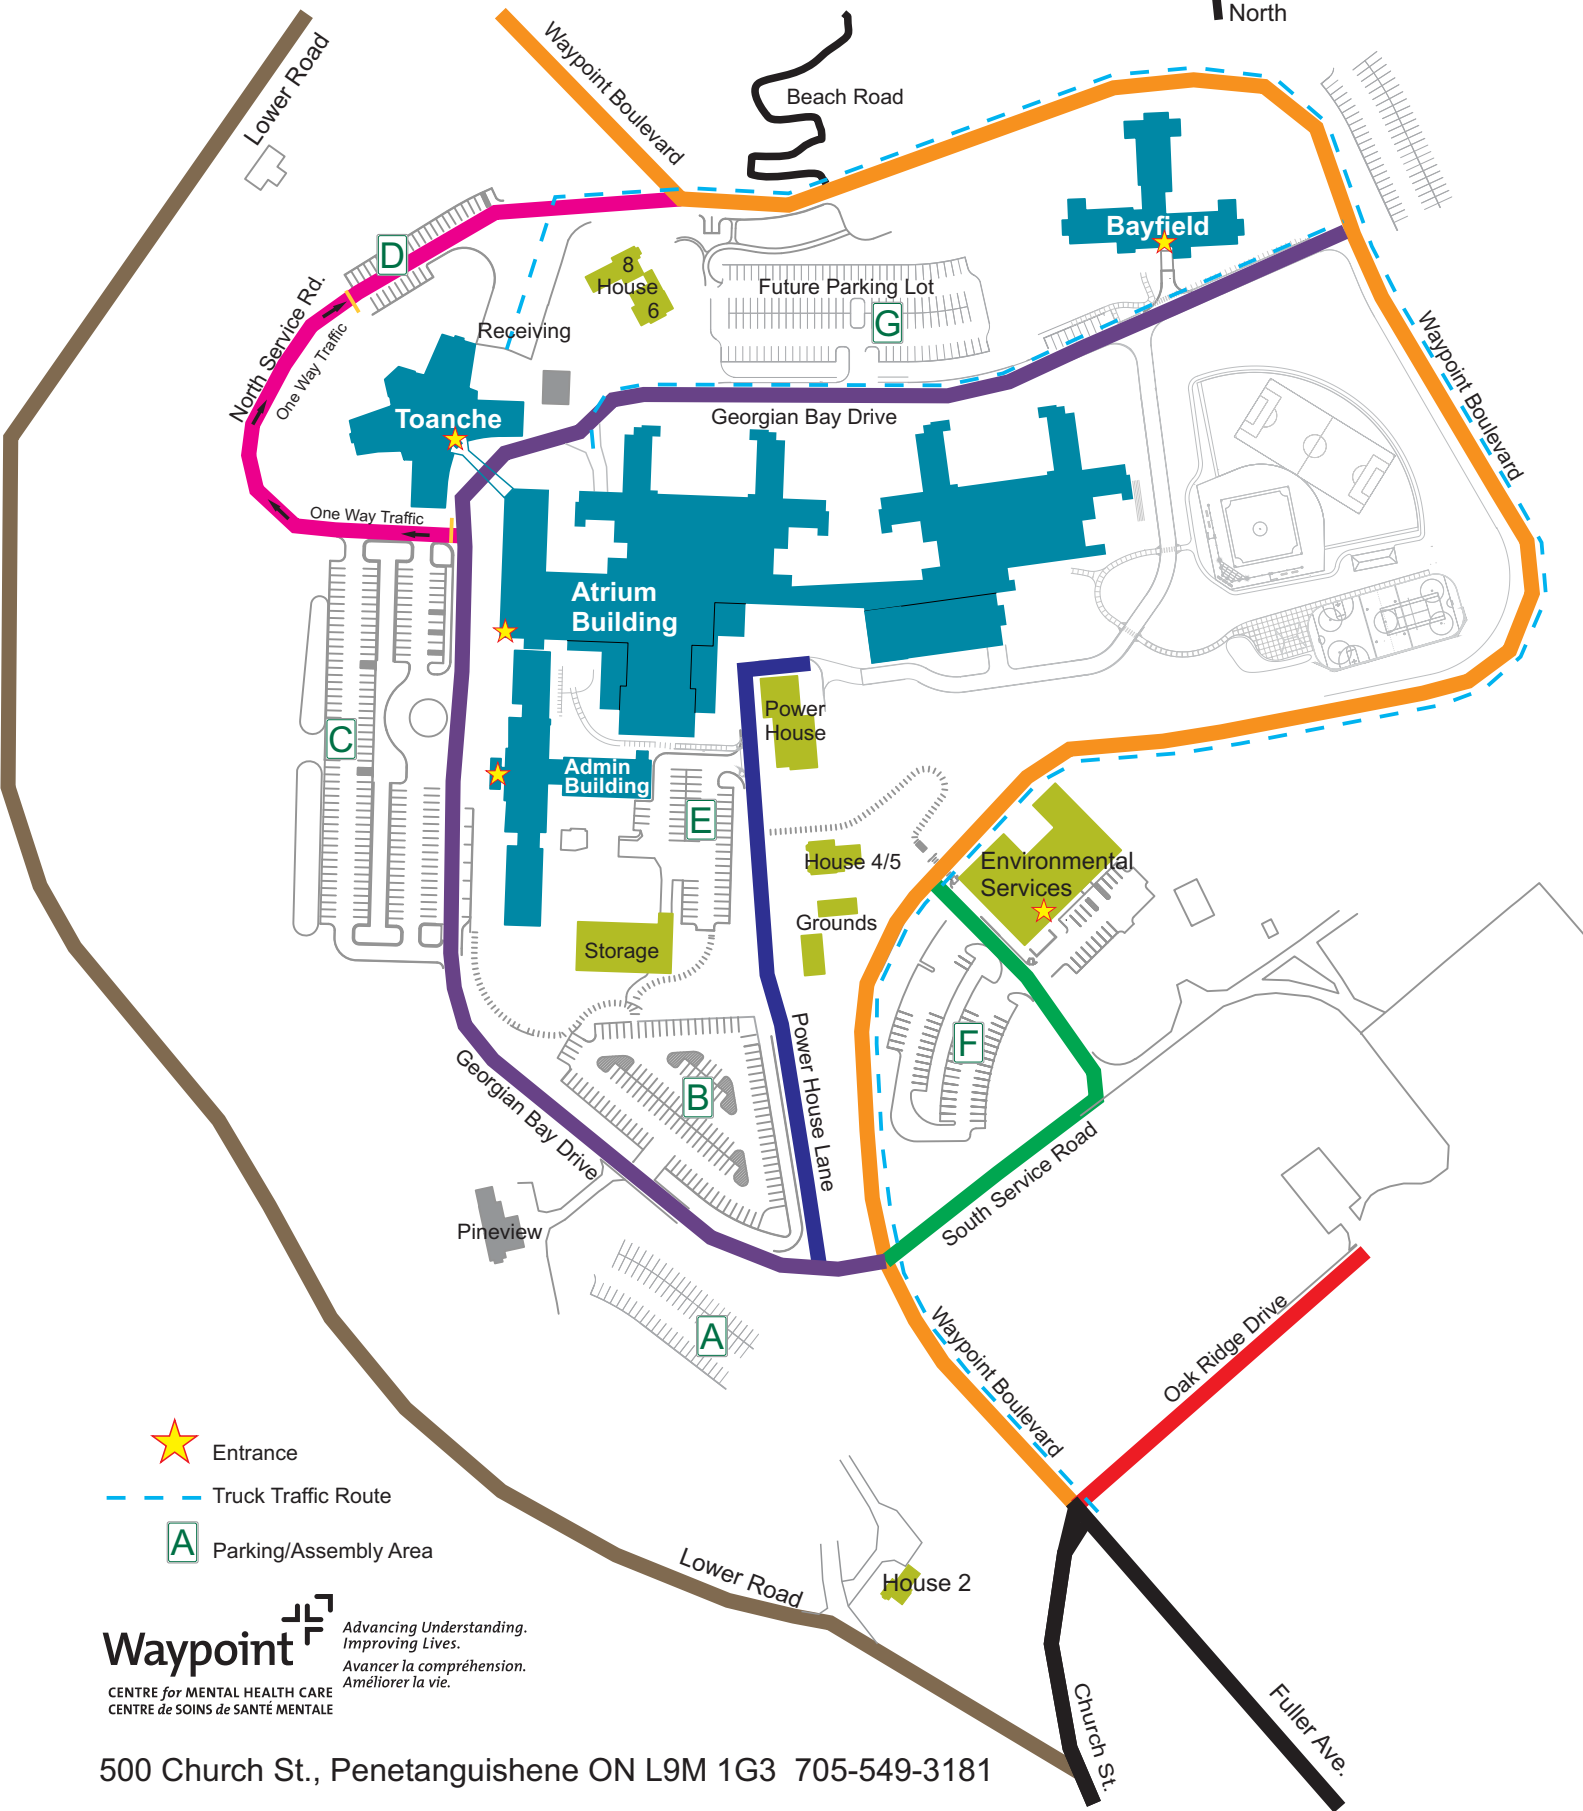 North
Lower Road
Waypoint Boulevard
Beach Road
Bayfield
D
8
House
6
Future Parking Lot
G
North Service Rd.
One Way Traffic
Receiving
Toanche
Georgian Bay Drive
Waypoint Boulevard
One Way Traffic
Atrium
Building
C
Power
House
Admin
Building
E
House 4/5
Environmental
Services
Grounds
Storage
F
Power House Lane
B
Georgian Bay Drive
South Service Road
Pineview
A
Waypoint Boulevard
Oak Ridge Drive
Entrance
Truck Traffic Route
A
Parking/Assembly Area
Lower Road
House 2
Waypoint
CENTRE for MENTAL HEALTH CARE
CENTRE de SOINS de SANTÉ MENTALE
Advancing Understanding.
Improving Lives.
Avancer la compréhension.
Améliorer la vie.
Church St.
Fuller Ave.
500 Church St., Penetanguishene ON L9M 1G3 705-549-3181